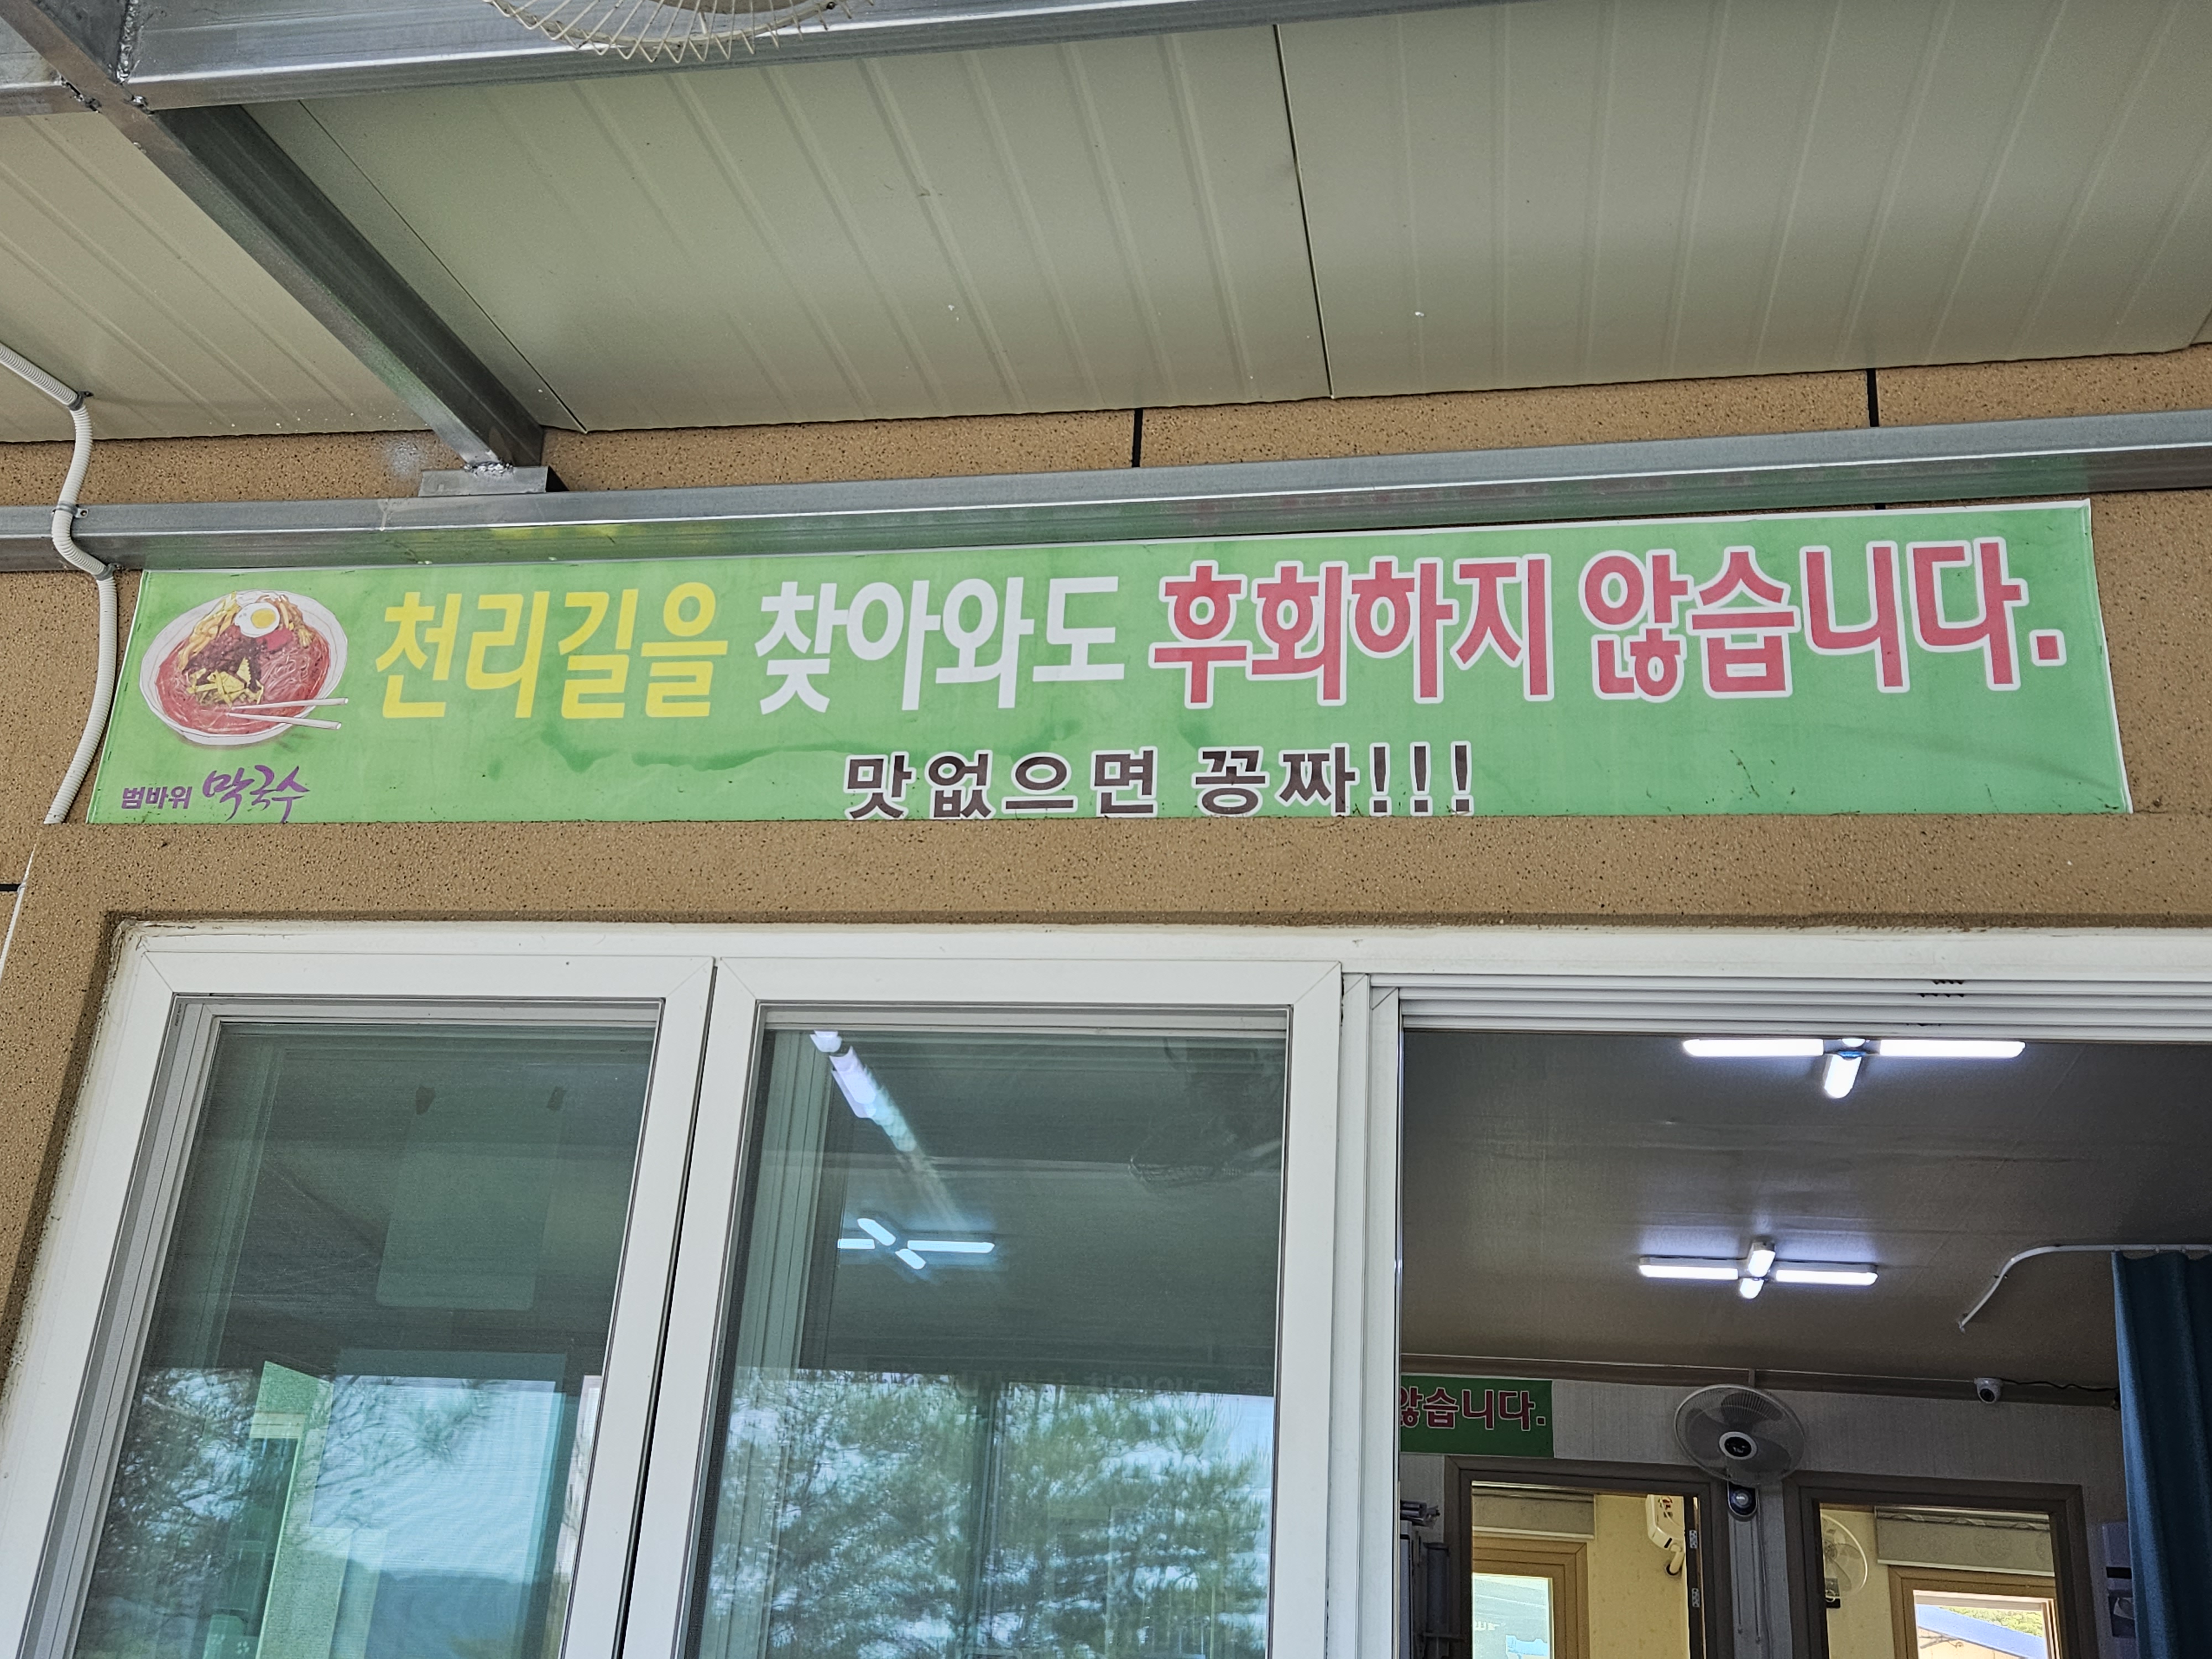 천리길을 찾아와도 후회하지 않습니다.
맛없으면 꽁짜!!!
범바위 막국수
않습니다.